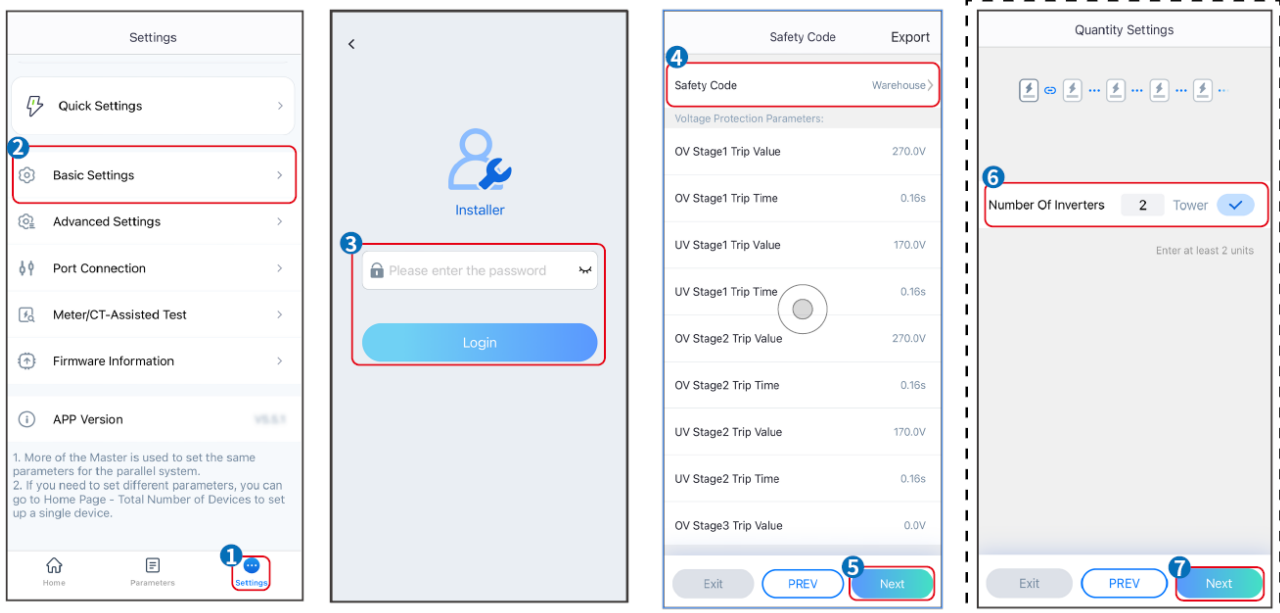 Settings
Quick Settings
2
Basic Settings
Advanced Settings
Port Connection
Meter/CT-Assisted Test
Firmware Information
APP Version
1. More of the Master is used to set the same
parameters for the parallel system.
2. If you need to set different parameters, you can
go to Home Page - Total Number of Devices to set
up a single device.
1
Home
Parameters
Settings
Installer
3
Please enter the password
Login
Safety Code
Export
4
Safety Code
Warehouse
Voltage Protection Parameters:
OV Stage1 Trip Value 270.0V
OV Stage1 Trip Time 0.16s
UV Stage1 Trip Value 170.0V
UV Stage1 Trip Time 0.16s
OV Stage2 Trip Value 270.0V
OV Stage2 Trip Time 0.16s
UV Stage2 Trip Value 170.0V
UV Stage2 Trip Time 0.16s
OV Stage3 Trip Value 0.0V
5
Exit PREV Next
Quantity Settings
6
Number Of Inverters 2 Tower
Enter at least 2 units
7
Exit PREV Next